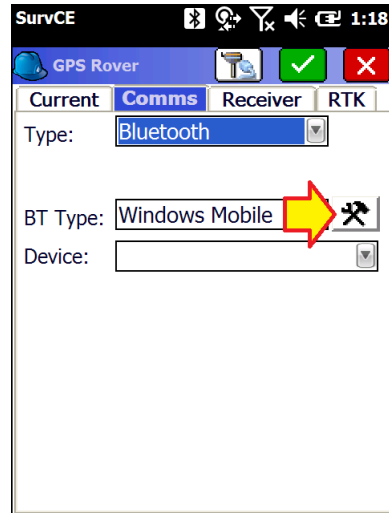 SurvCE 1:18
GPS Rover
Current Comms Receiver RTK
Type: Bluetooth
BT Type: Windows Mobile
Device: